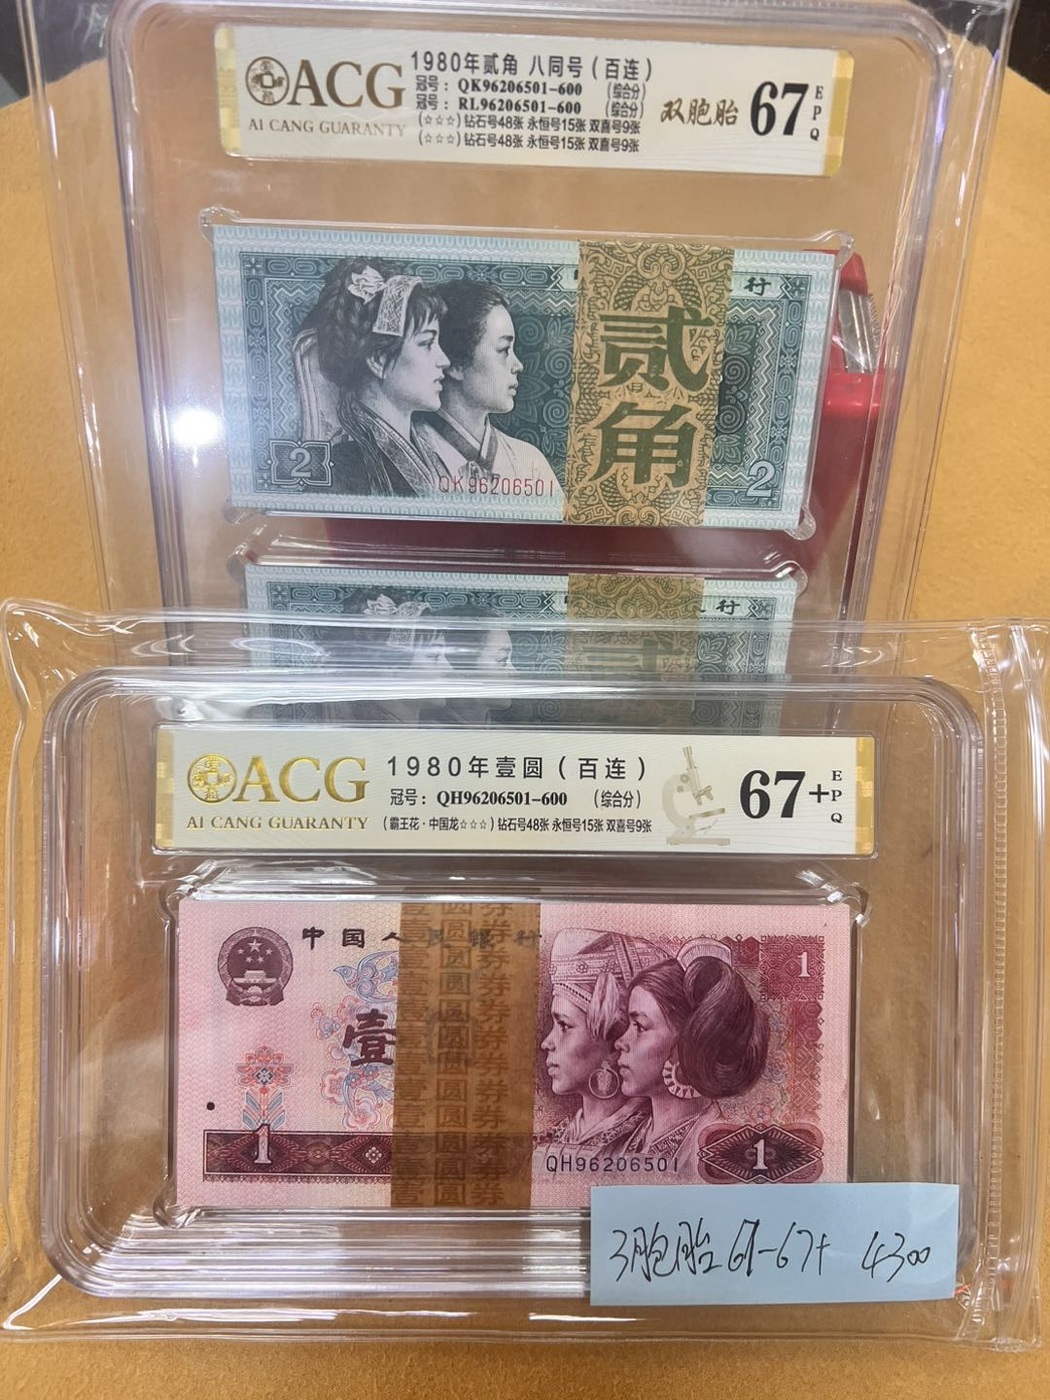 ACG
AI CANG GUARANTY
1980年贰角 八同号（百连）
冠号：QK96206501-600 （综合分）
冠号：RL96206501-600 （综合分）
（☆☆☆）钻石号48张 永恒号15张 双喜号9张
（☆☆☆）钻石号48张 永恒号15张 双喜号9张
双胞胎 67 EPQ
行
贰角
2
QK96206501
2
行
ACG
AI CANG GUARANTY
1980年壹圆（百连）
冠号：QH96206501-600 （综合分）
（霸王花·中国龙☆☆☆）钻石号48张 永恒号15张 双喜号9张
67+ EPQ
中国人民银行
壹圆券
1
壹
1
QH96206501
1
3胞胎 67-67+ 4300